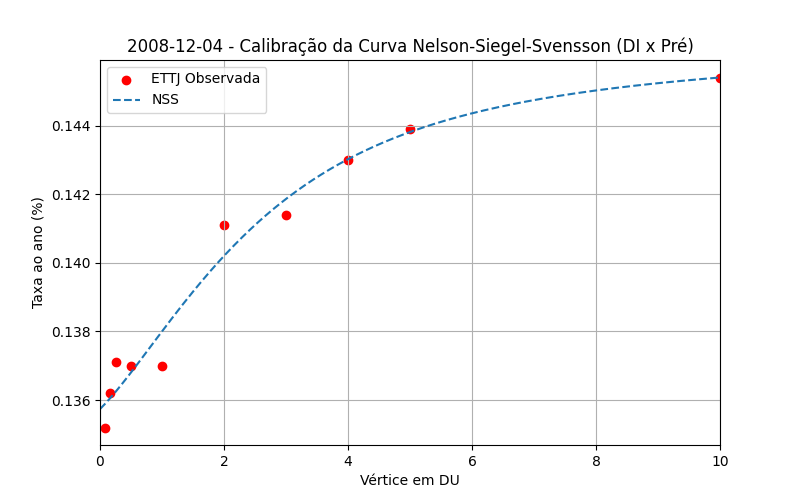 2008-12-04 - Calibração da Curva Nelson-Siegel-Svensson (DI x Pré)
ETTJ Observada
NSS
Taxa ao ano (%)
0.144
0.142
0.140
0.138
0.136
0 2 4 6 8 10
Vértice em DU